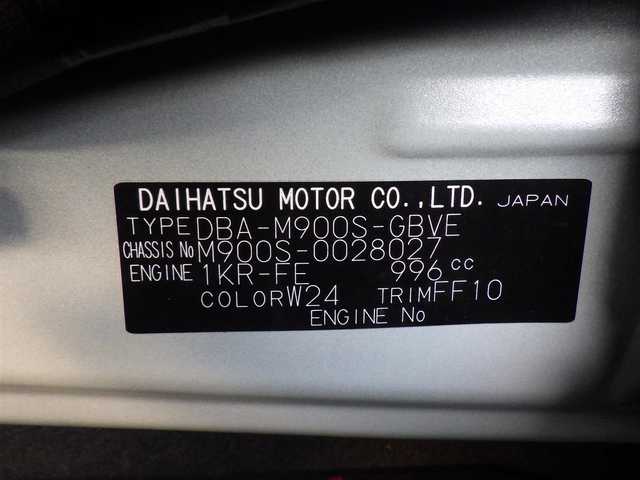 DAIHATSU MOTOR CO.,LTD. JAPAN
TYPE DBA-M900S-GBVE
CHASSIS No M900S-0028027
ENGINE 1KR-FE 996 cc
COLOR W24 TRIM FF10
ENGINE No